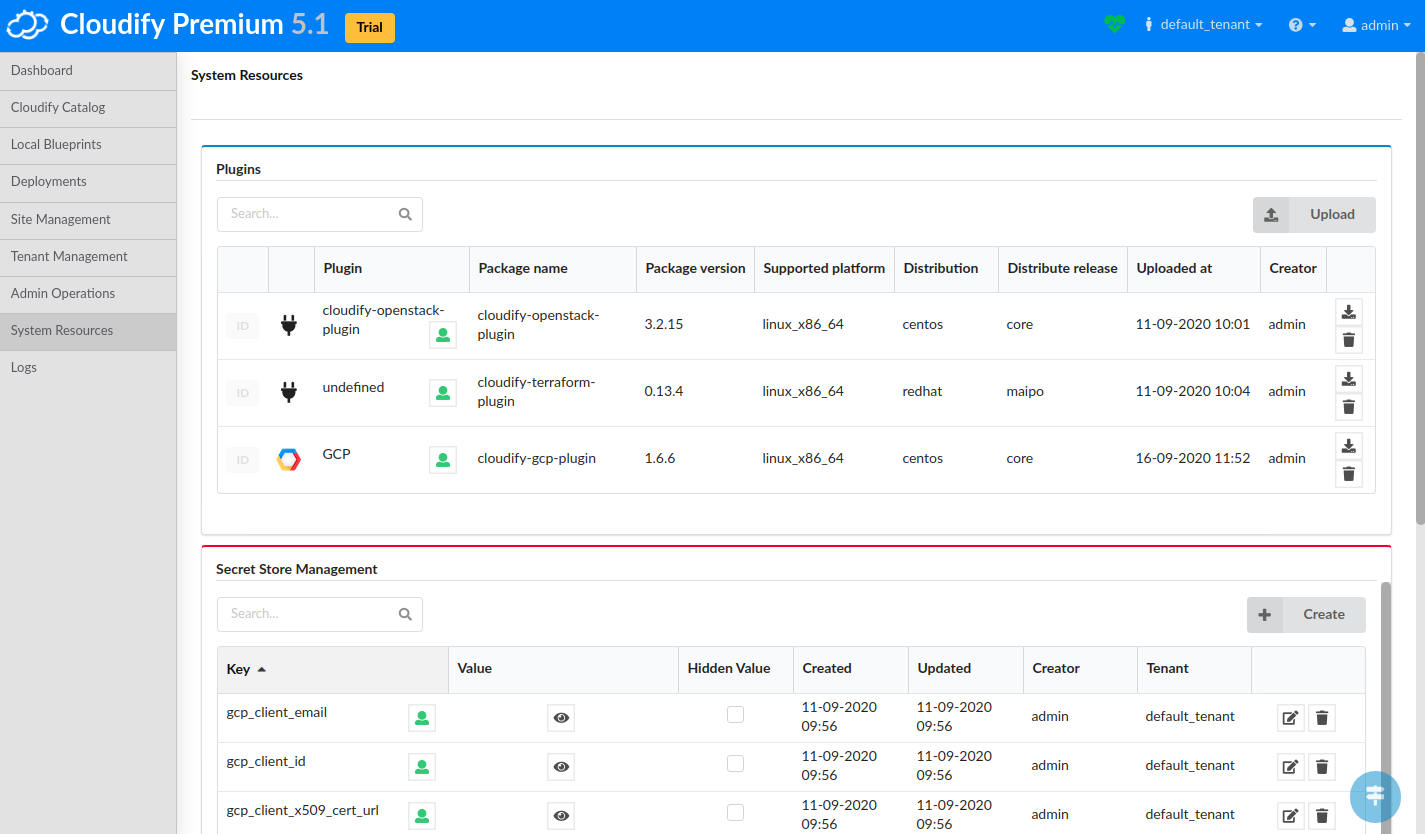 Cloudify Premium 5.1 Trial default_tenant admin
Dashboard
Cloudify Catalog
Local Blueprints
Deployments
Site Management
Tenant Management
Admin Operations
System Resources
Logs
System Resources
Plugins
Search...
Upload
Plugin Package name Package version Supported platform Distribution Distribute release Uploaded at Creator
ID cloudify-openstack-
plugin
cloudify-openstack-
plugin
3.2.15 linux_x86_64 centos core 11-09-2020 10:01 admin
ID undefined
cloudify-terraform-
plugin
0.13.4 linux_x86_64 redhat maipo 11-09-2020 10:04 admin
ID GCP cloudify-gcp-plugin 1.6.6 linux_x86_64 centos core 16-09-2020 11:52 admin
Secret Store Management
Search...
Create
Key Value Hidden Value Created Updated Creator Tenant
gcp_client_email
11-09-2020
09:56
11-09-2020
09:56
admin default_tenant
gcp_client_id
11-09-2020
09:56
11-09-2020
09:56
admin default_tenant
gcp_client_x509_cert_url
11-09-2020
09:56
11-09-2020
09:56
admin default_tenant